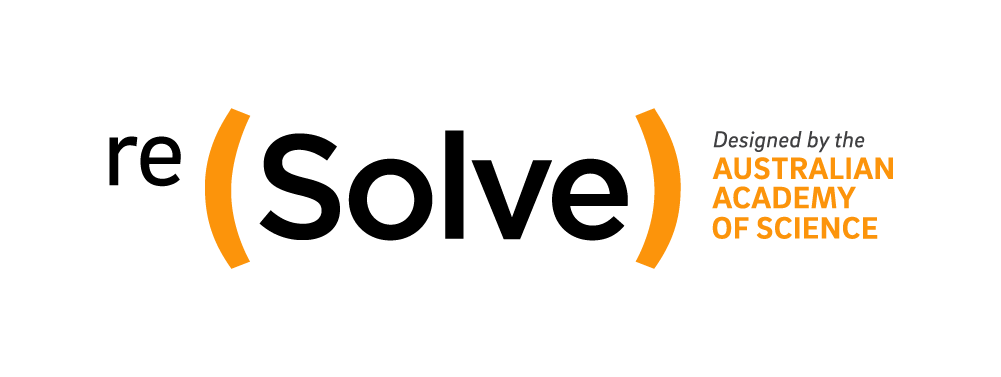 re(Solve)
Designed by the
AUSTRALIAN
ACADEMY
OF SCIENCE